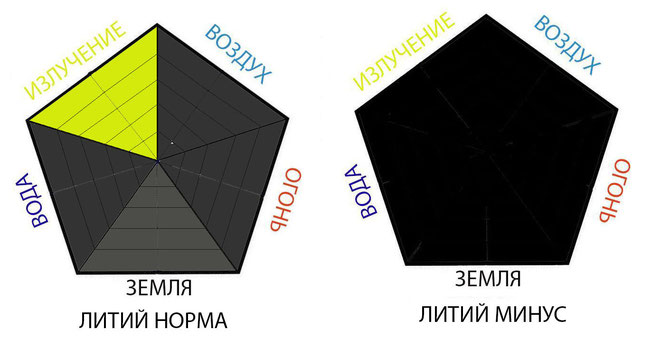 ИЗЛУЧЕНИЕ
ВОЗДУХ
ВОДА
ОГОНЬ
ЗЕМЛЯ
ЛИТИЙ НОРМА
ИЗЛУЧЕНИЕ
ВОЗДУХ
ВОДА
ОГОНЬ
ЗЕМЛЯ
ЛИТИЙ МИНУС